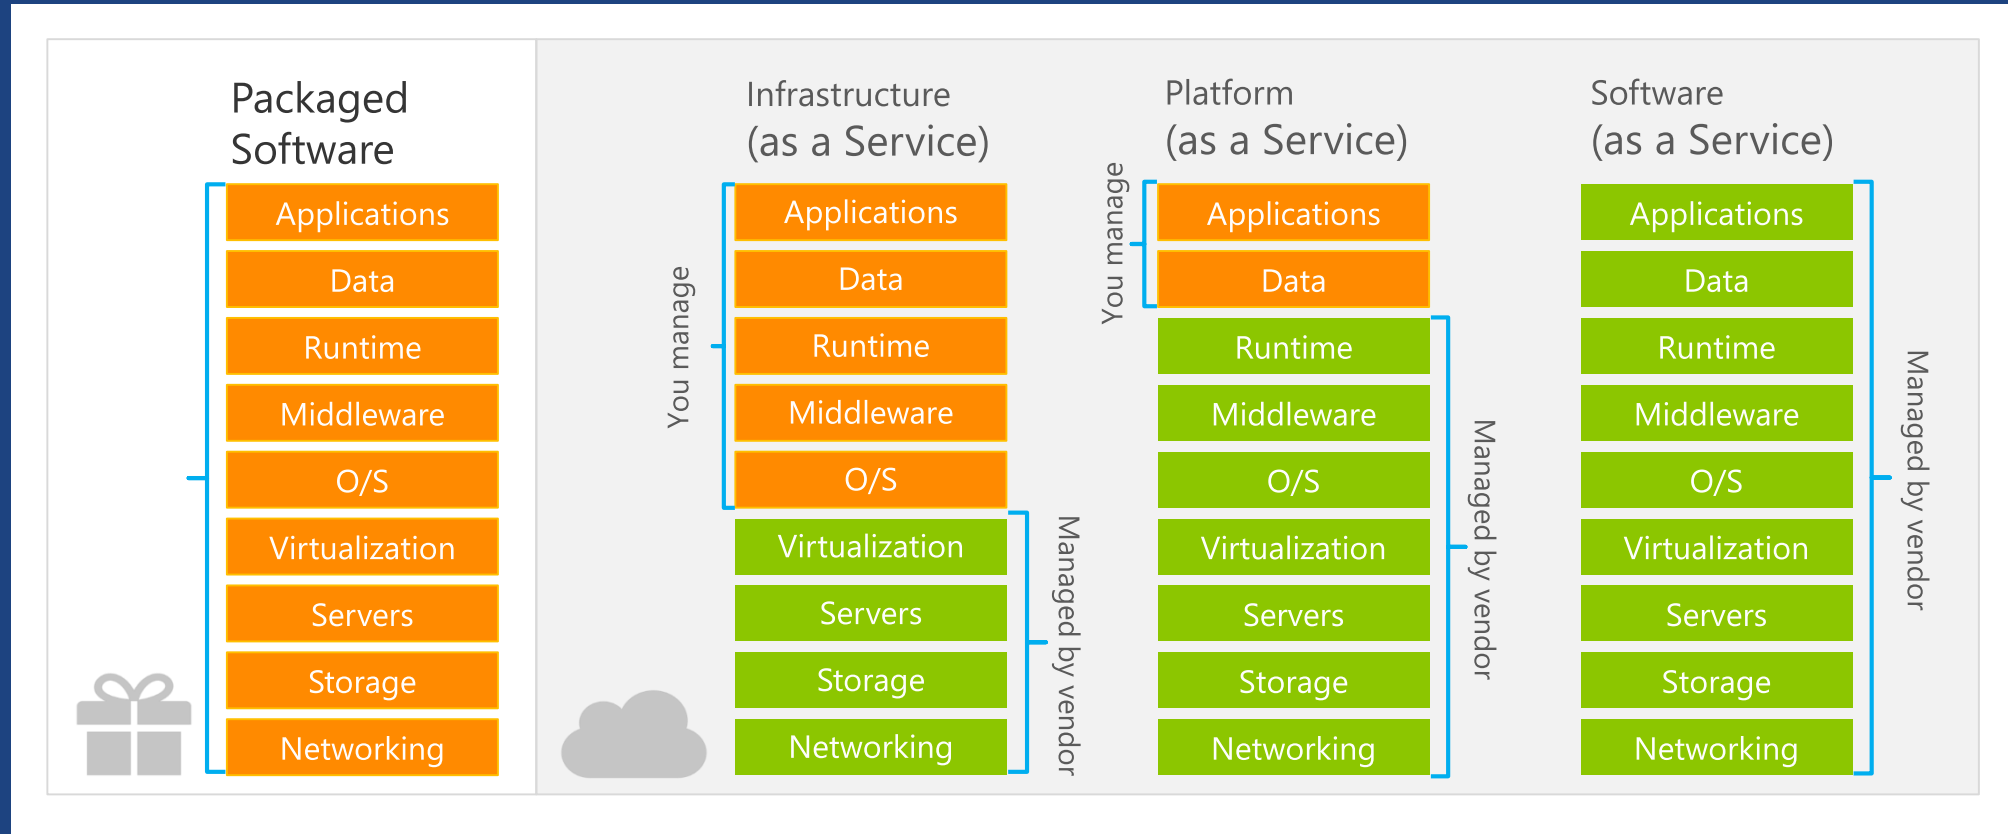 Packaged
Software
Applications
Data
Runtime
Middleware
O/S
Virtualization
Servers
Storage
Networking
Infrastructure
(as a Service)
You manage
Applications
Data
Runtime
Middleware
O/S
Virtualization
Servers
Storage
Networking
Managed by vendor
Platform
(as a Service)
You manage
Applications
Data
Runtime
Middleware
O/S
Virtualization
Servers
Storage
Networking
Managed by vendor
Software
(as a Service)
Applications
Data
Runtime
Middleware
O/S
Virtualization
Servers
Storage
Networking
Managed by vendor